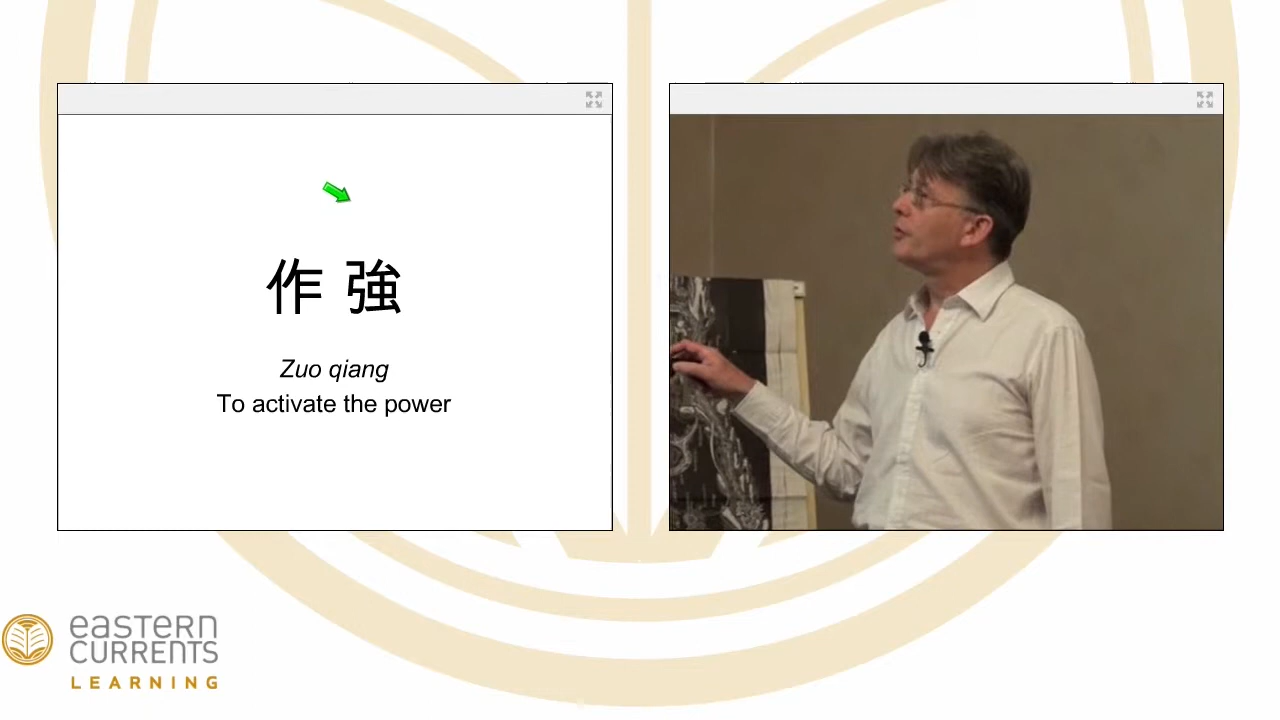 作 強
Zuo qiang
To activate the power
eastern
CURRENTS
LEARNING